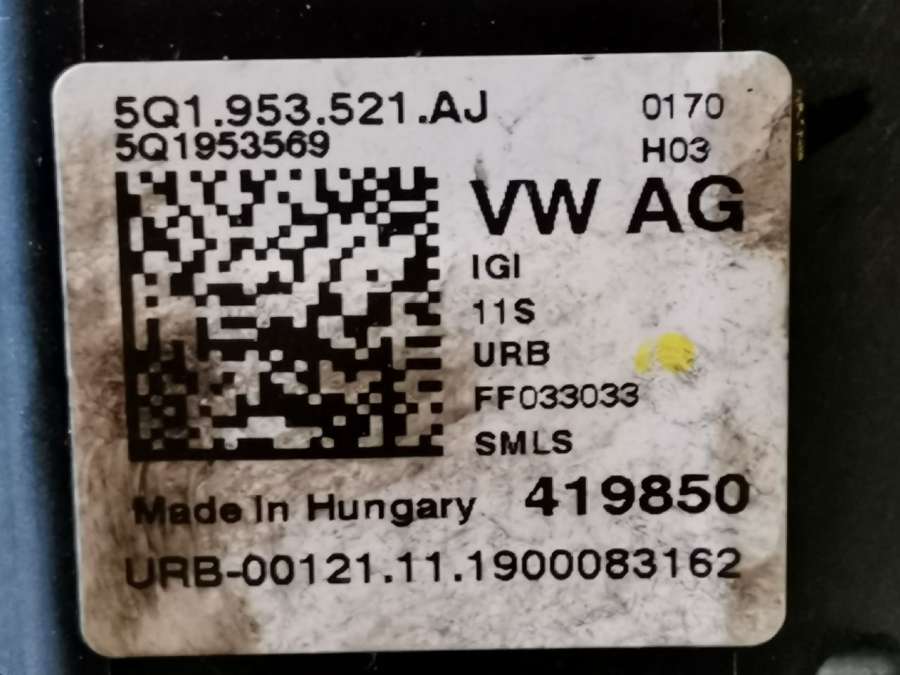 5Q1.953.521.AJ 0170
5Q1953569 H03
VW AG
IGI
11S
URB
FF033033
SMLS
Made In Hungary 419850
URB-00121.11.1900083162